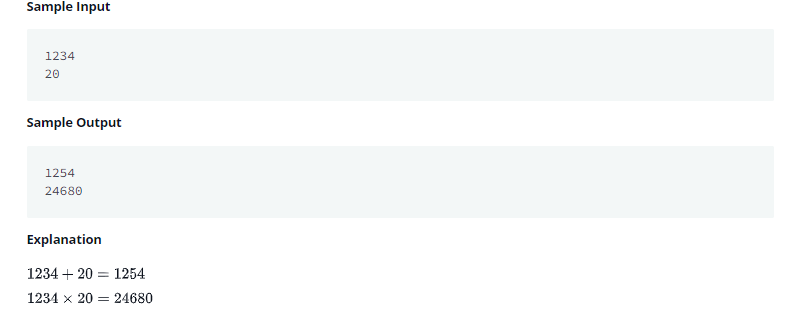 Sample Input
1234
20
Sample Output
1254
24680
Explanation
1234 + 20 = 1254
1234 × 20 = 24680